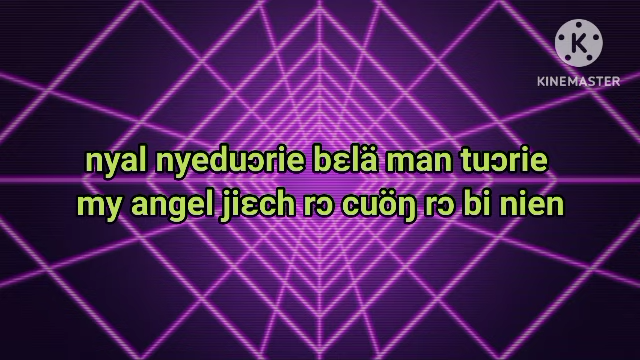 KINEMASTER
nyal nyeduɔrie bɛlä man tuɔrie
my angel jiɛch rɔ cuöŋ rɔ bi nien